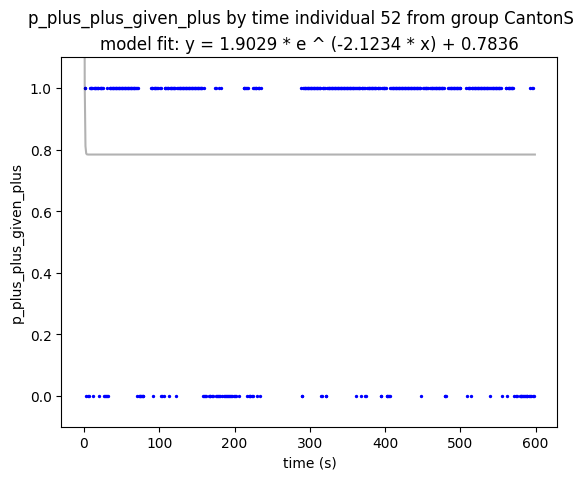 p_plus_plus_given_plus by time individual 52 from group CantonS
model fit: y = 1.9029 * e ^ (-2.1234 * x) + 0.7836
1.0
0.8
0.6
0.4
0.2
0.0
p_plus_plus_given_plus
0 100 200 300 400 500 600
time (s)